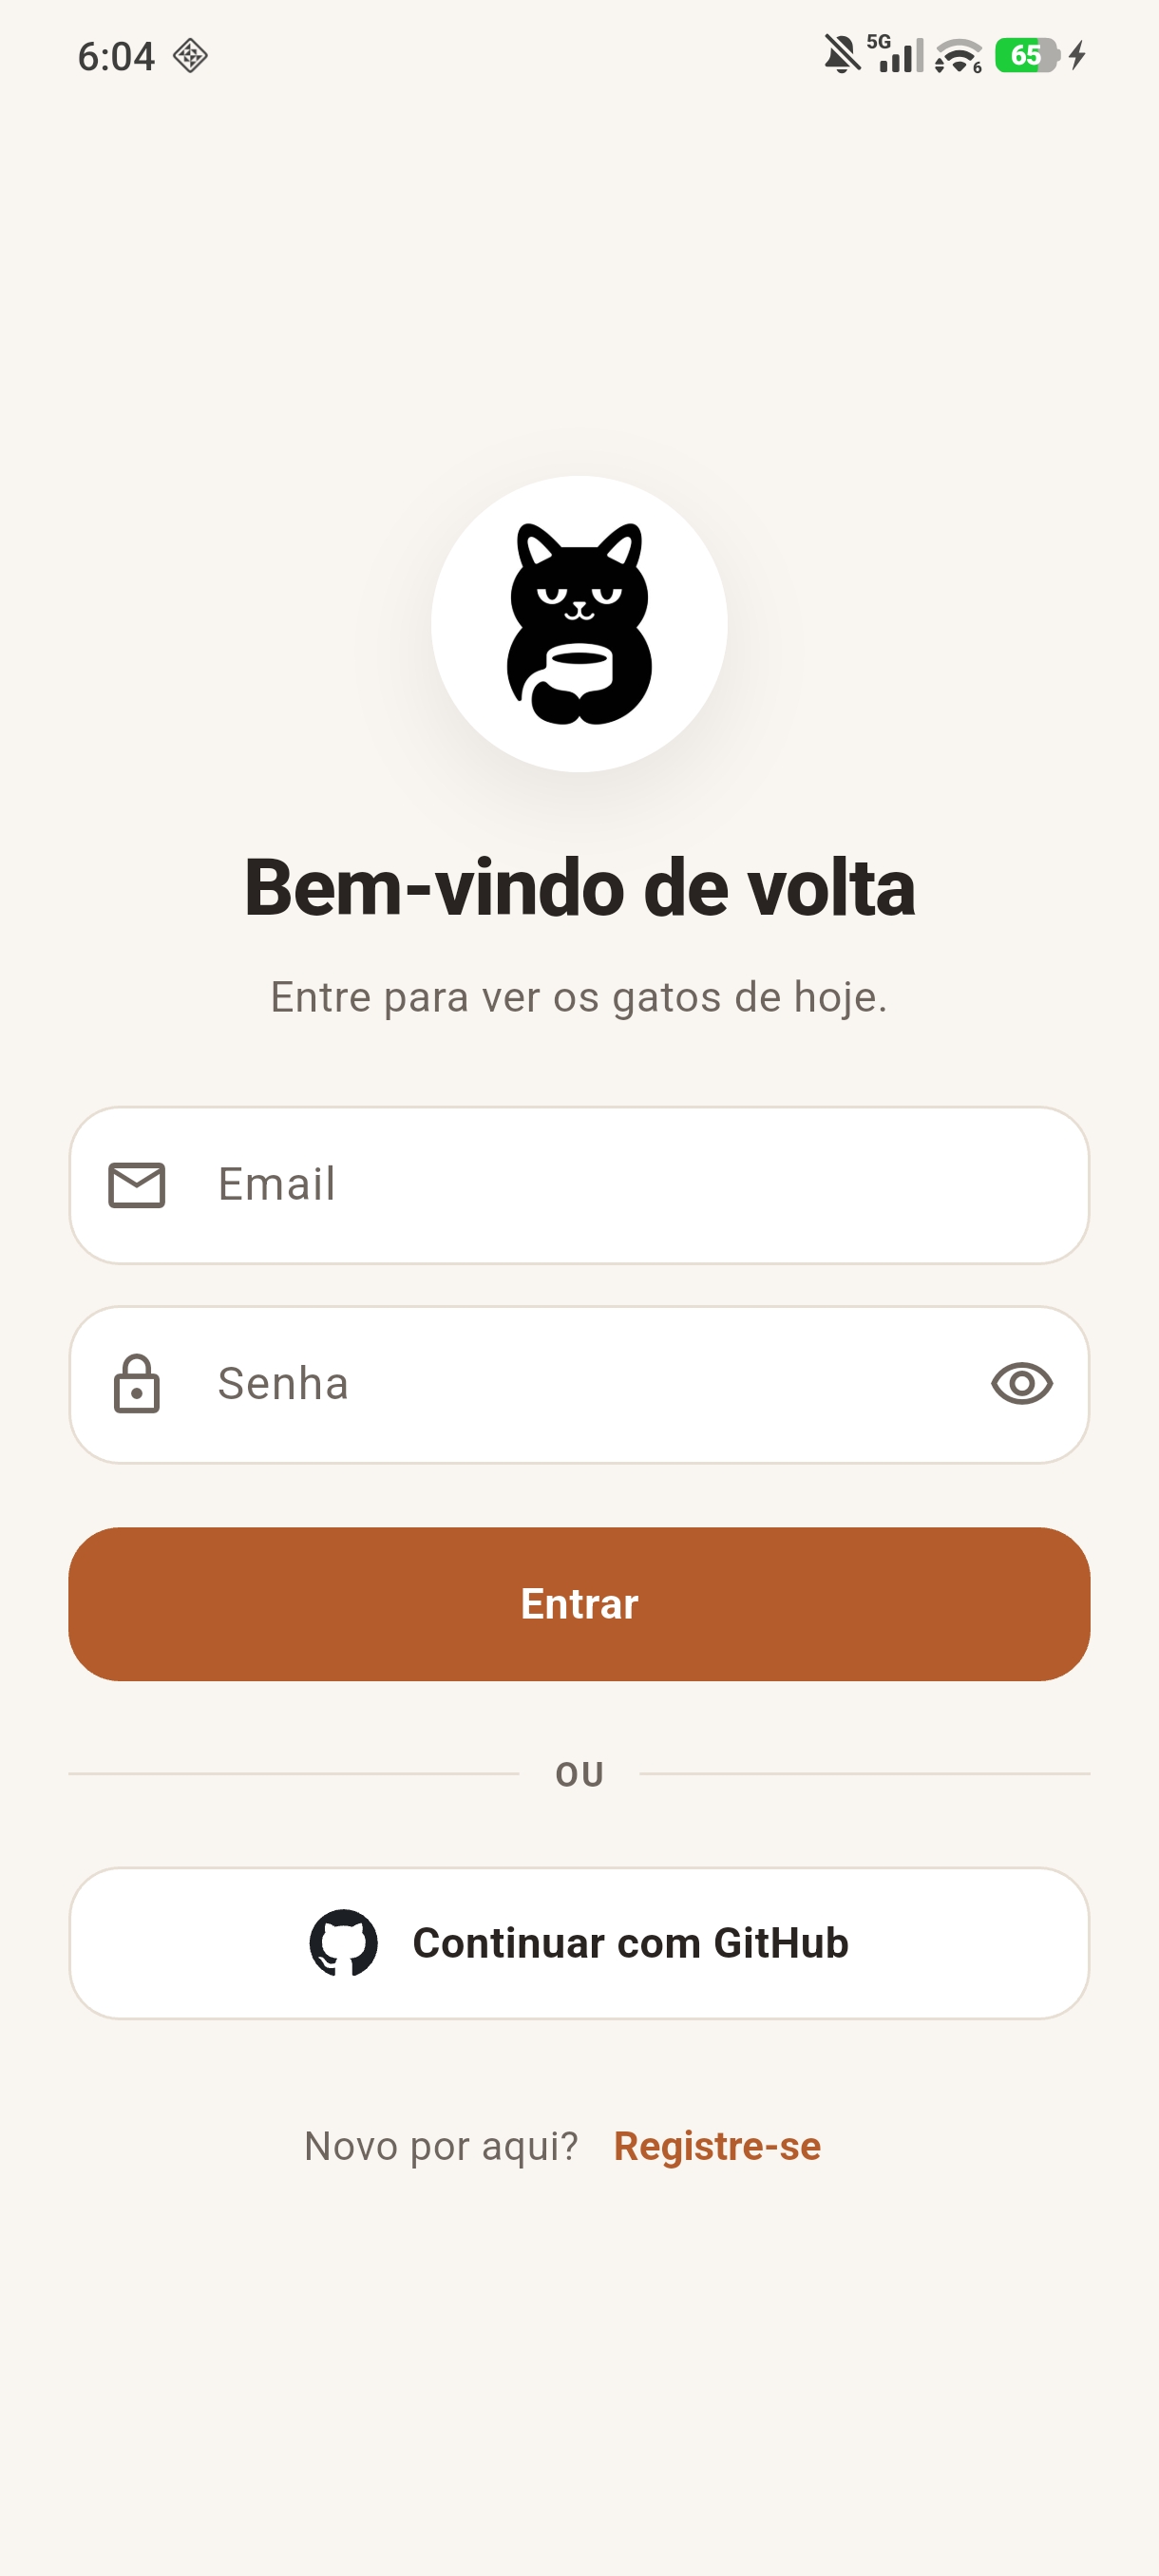 6:04
5G
6
65
Bem-vindo de volta
Entre para ver os gatos de hoje.
Email
Senha
Entrar
OU
Continuar com GitHub
Novo por aqui? Registre-se